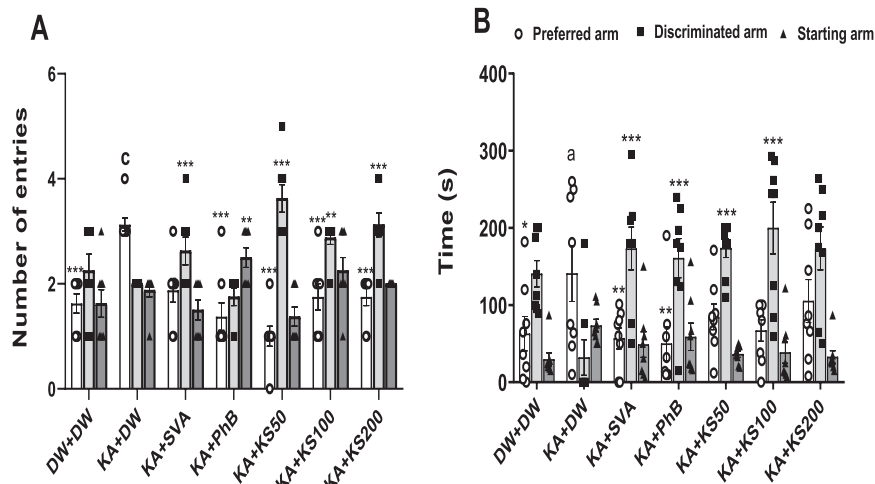 A
B
Preferred arm Discriminated arm Starting arm
Number of entries
6
4
2
0
c
***
***
***
**
***
***
***
**
***
***
DW+DW
KA+DW
KA+SVA
KA+PhB
KA+KS50
KA+KS100
KA+KS200
Time (s)
400
300
200
100
0
*
a
***
**
***
**
***
***
DW+DW
KA+DW
KA+SVA
KA+PhB
KA+KS50
KA+KS100
KA+KS200